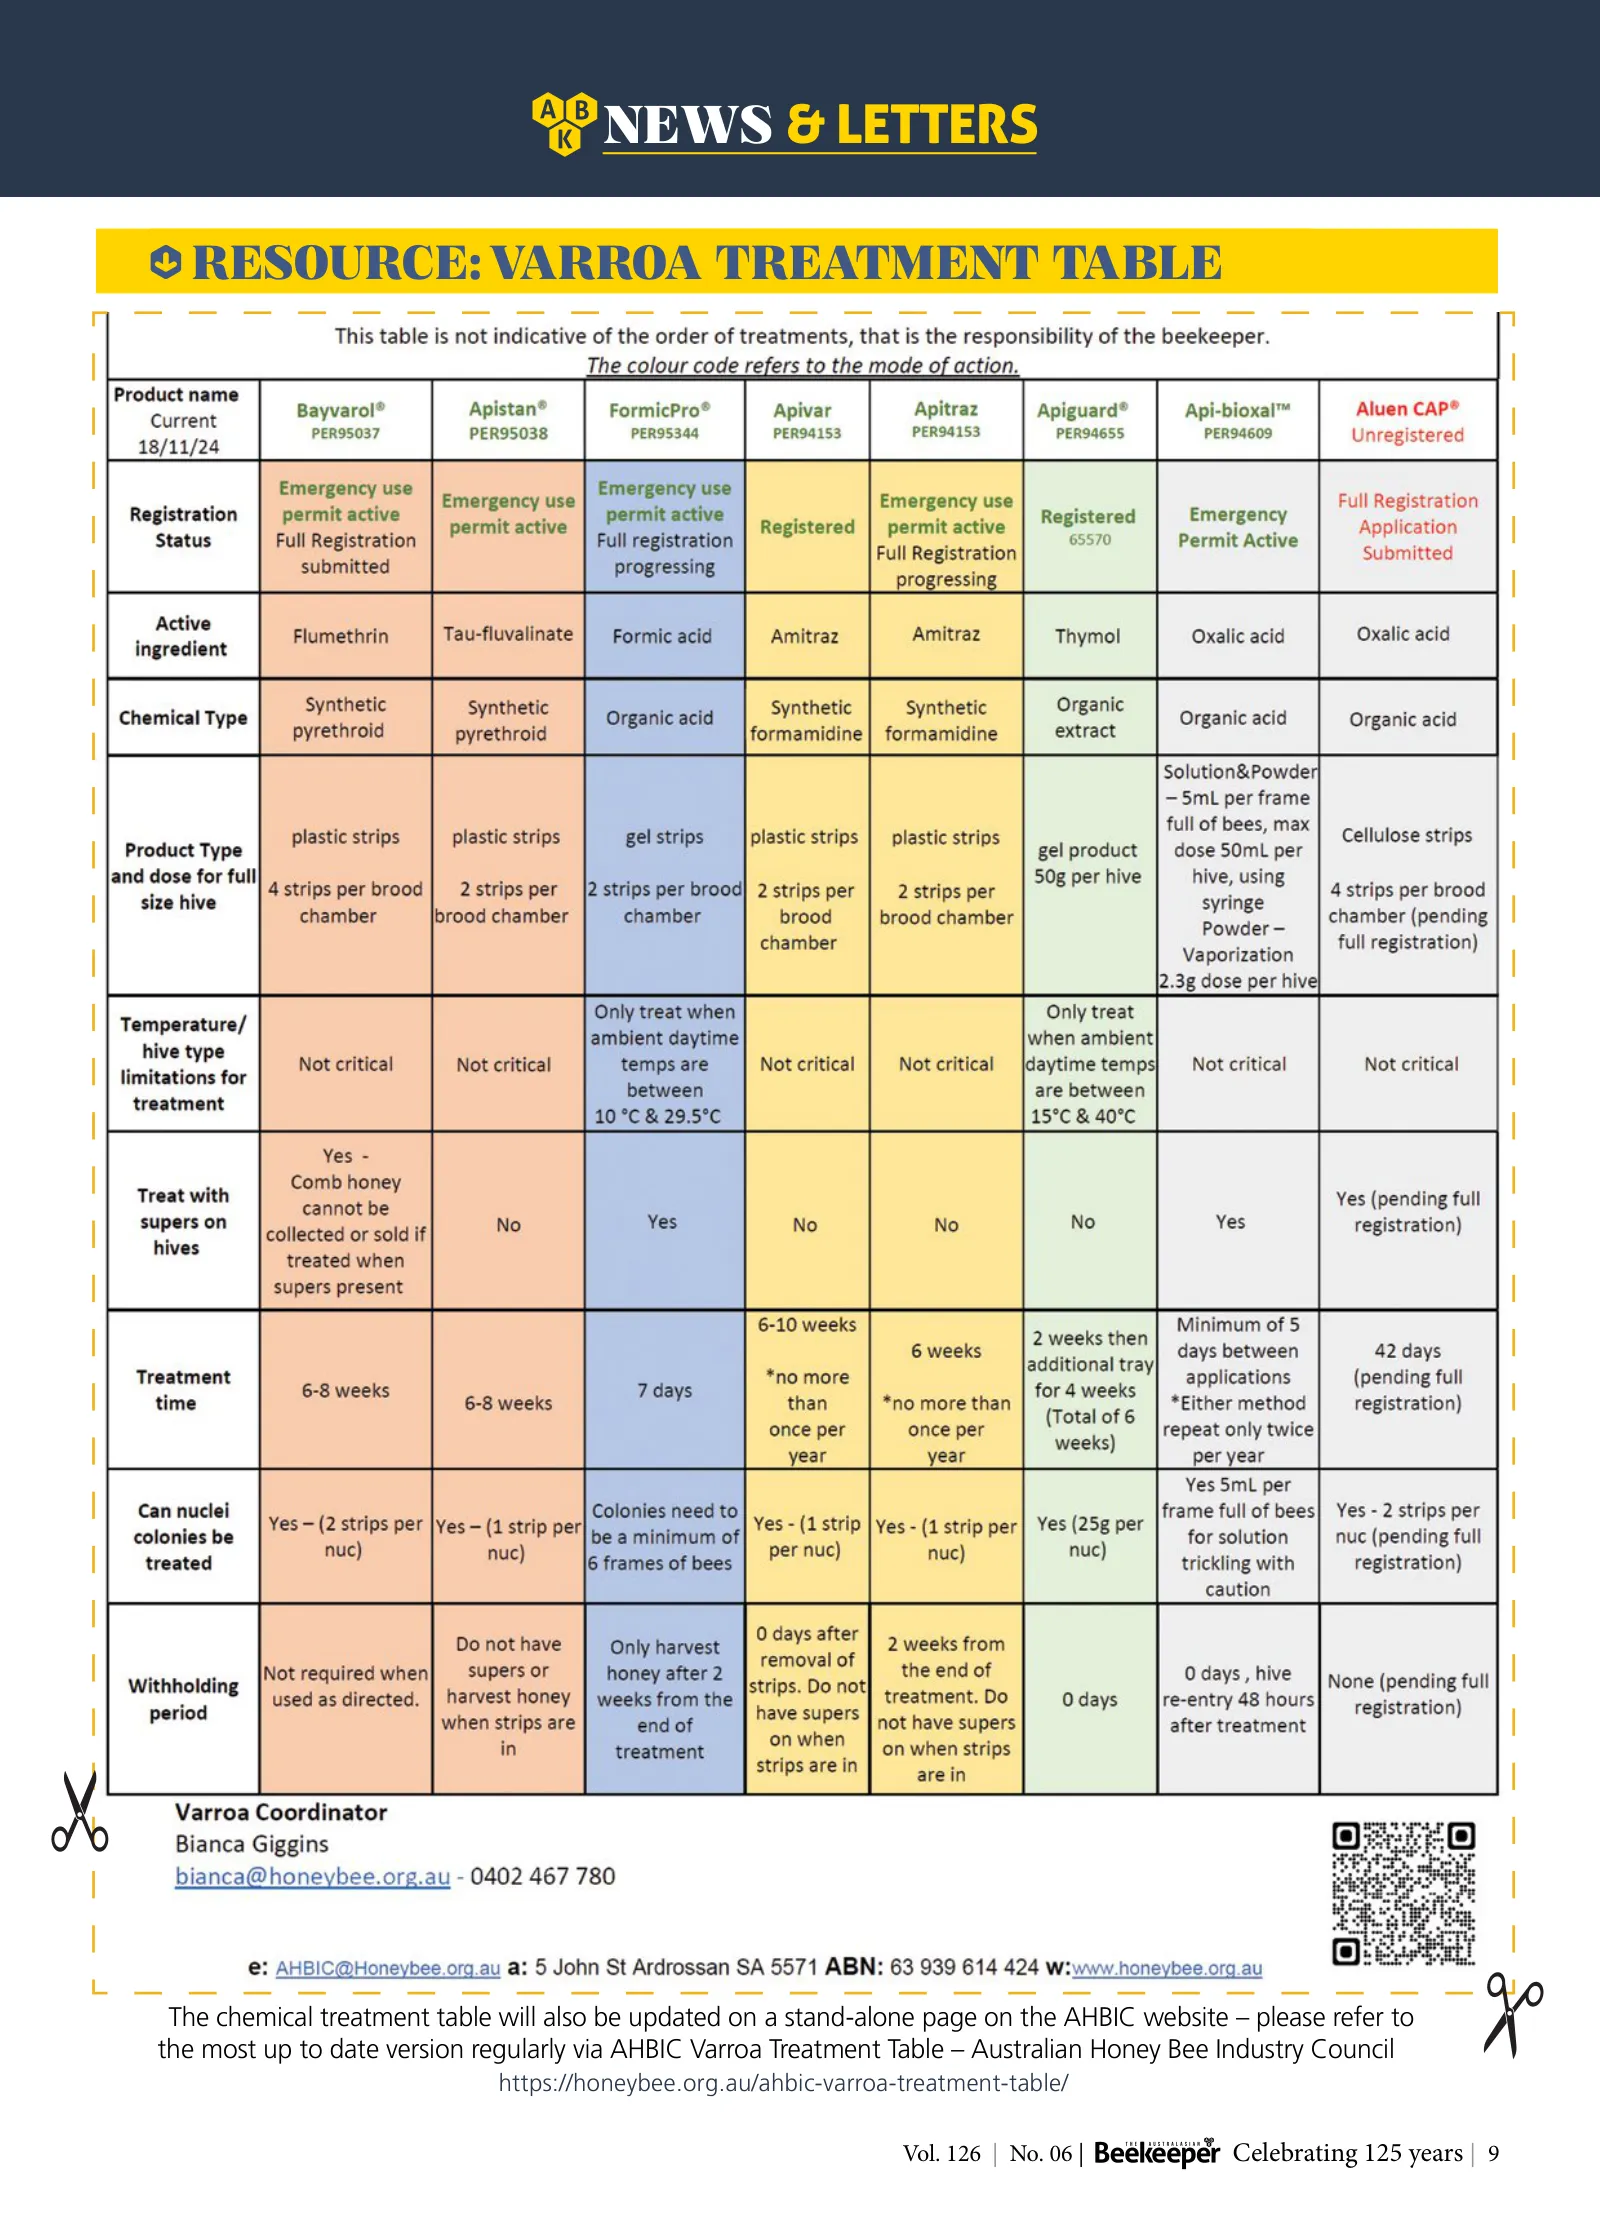 A B K NEWS & LETTERS
RESOURCE: VARROA TREATMENT TABLE
This table is not indicative of the order of treatments, that is the responsibility of the beekeeper.
The colour code refers to the mode of action.
Product name
Current
18/11/24
Bayvarol®
PER95037
Apistan®
PER95038
FormicPro®
PER95344
Apivar
PER94153
Apitraz
PER94153
Apiguard®
PER94655
Api-bioxal™
PER94609
Aluen CAP®
Unregistered
Registration
Status
Emergency use
permit active
Full Registration
submitted
Emergency use
permit active
Emergency use
permit active
Full registration
progressing
Registered
Emergency use
permit active
Full Registration
progressing
Registered
65570
Emergency
Permit Active
Full Registration
Application
Submitted
Active
ingredient
Flumethrin
Tau-fluvalinate
Formic acid
Amitraz
Amitraz
Thymol
Oxalic acid
Oxalic acid
Chemical Type
Synthetic
pyrethroid
Synthetic
pyrethroid
Organic acid
Synthetic
formamidine
Synthetic
formamidine
Organic
extract
Organic acid
Organic acid
Product Type
and dose for full
size hive
plastic strips
4 strips per brood
chamber
plastic strips
2 strips per
brood chamber
gel strips
2 strips per brood
chamber
plastic strips
2 strips per
brood
chamber
plastic strips
2 strips per
brood chamber
gel product
50g per hive
Solution&Powder
– 5mL per frame
full of bees, max
dose 50mL per
hive, using
syringe
Powder –
Vaporization
2.3g dose per hive
Cellulose strips
4 strips per brood
chamber (pending
full registration)
Temperature/
hive type
limitations for
treatment
Not critical
Not critical
Only treat when
ambient daytime
temps are
between
10 °C & 29.5°C
Not critical
Not critical
Only treat
when ambient
daytime temps
are between
15°C & 40°C
Not critical
Not critical
Treat with
supers on
hives
Yes -
Comb honey
cannot be
collected or sold if
treated when
supers present
No
Yes
No
No
No
Yes
Yes (pending full
registration)
Treatment
time
6-8 weeks
6-8 weeks
7 days
6-10 weeks
*no more
than
once per
year
6 weeks
*no more than
once per
year
2 weeks then
additional tray
for 4 weeks
(Total of 6
weeks)
Minimum of 5
days between
applications
*Either method
repeat only twice
per year
42 days
(pending full
registration)
Can nuclei
colonies be
treated
Yes – (2 strips per
nuc)
Yes – (1 strip per
nuc)
Colonies need to
be a minimum of
6 frames of bees
Yes - (1 strip
per nuc)
Yes - (1 strip per
nuc)
Yes (25g per
nuc)
Yes 5mL per
frame full of bees
for solution
trickling with
caution
Yes - 2 strips per
nuc (pending full
registration)
Withholding
period
Not required when
used as directed.
Do not have
supers or
harvest honey
when strips are
in
Only harvest
honey after 2
weeks from the
end of
treatment
0 days after
removal of
strips. Do not
have supers
on when
strips are in
2 weeks from
the end of
treatment. Do
not have supers
on when strips
are in
0 days
0 days , hive
re-entry 48 hours
after treatment
None (pending full
registration)
Varroa Coordinator
Bianca Giggins
bianca@honeybee.org.au - 0402 467 780
e: AHBIC@Honeybee.org.au a: 5 John St Ardrossan SA 5571 ABN: 63 939 614 424 w:www.honeybee.org.au
The chemical treatment table will also be updated on a stand-alone page on the AHBIC website – please refer to
the most up to date version regularly via AHBIC Varroa Treatment Table – Australian Honey Bee Industry Council
https://honeybee.org.au/ahbic-varroa-treatment-table/
Vol. 126 | No. 06 | THE AUSTRALASIAN Beekeeper Celebrating 125 years | 9